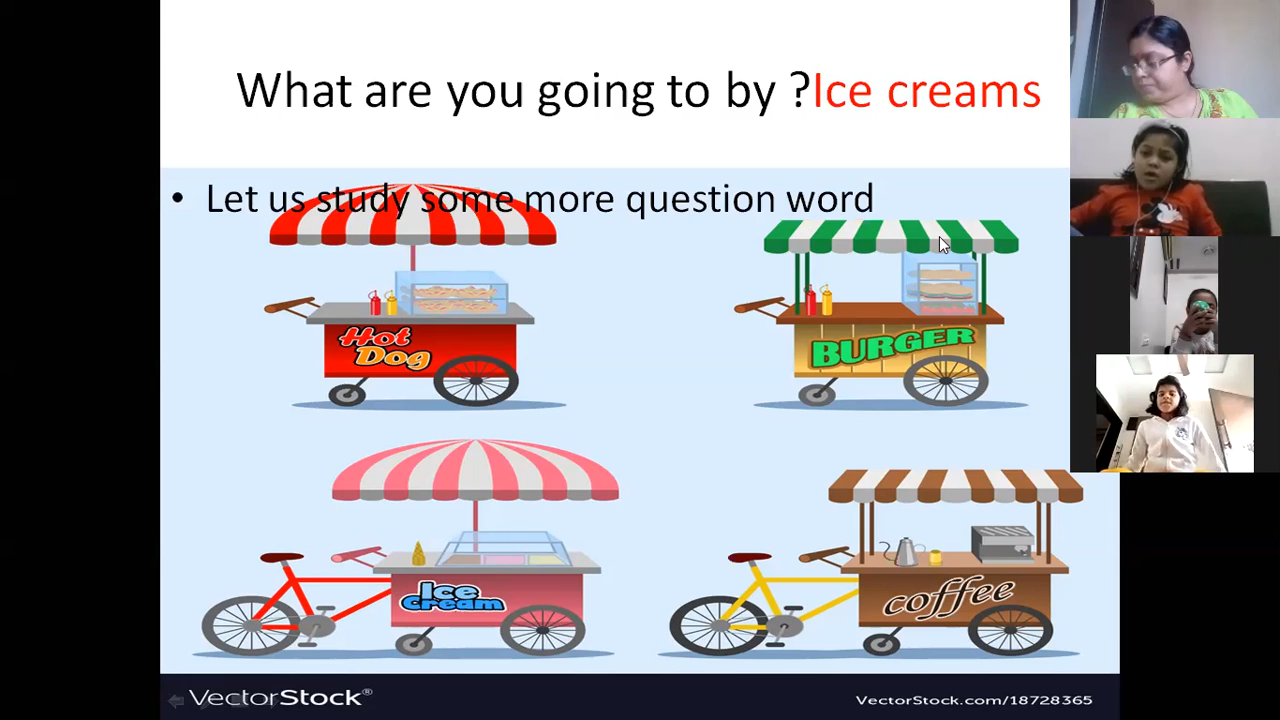 What are you going to by ?Ice creams
• Let us study some more question word
Hot
Dog
BURGER
Ice
Cream
coffee
VectorStock®
VECTORSTOCK.COM/18728365